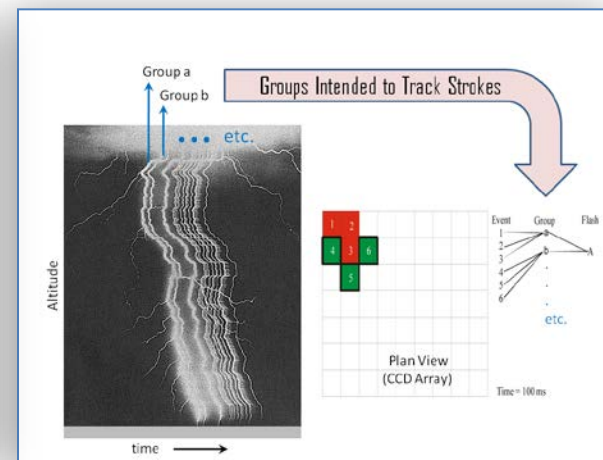 Group a
Group b
Groups Intended to Track Strokes
• • • etc.
Altitude
time
1 2
4 3 6
5
Plan View
(CCD Array)
Event Group Flash
1 a
2
3 b A
4 .
5 .
6 .
etc.
Time = 100 ms